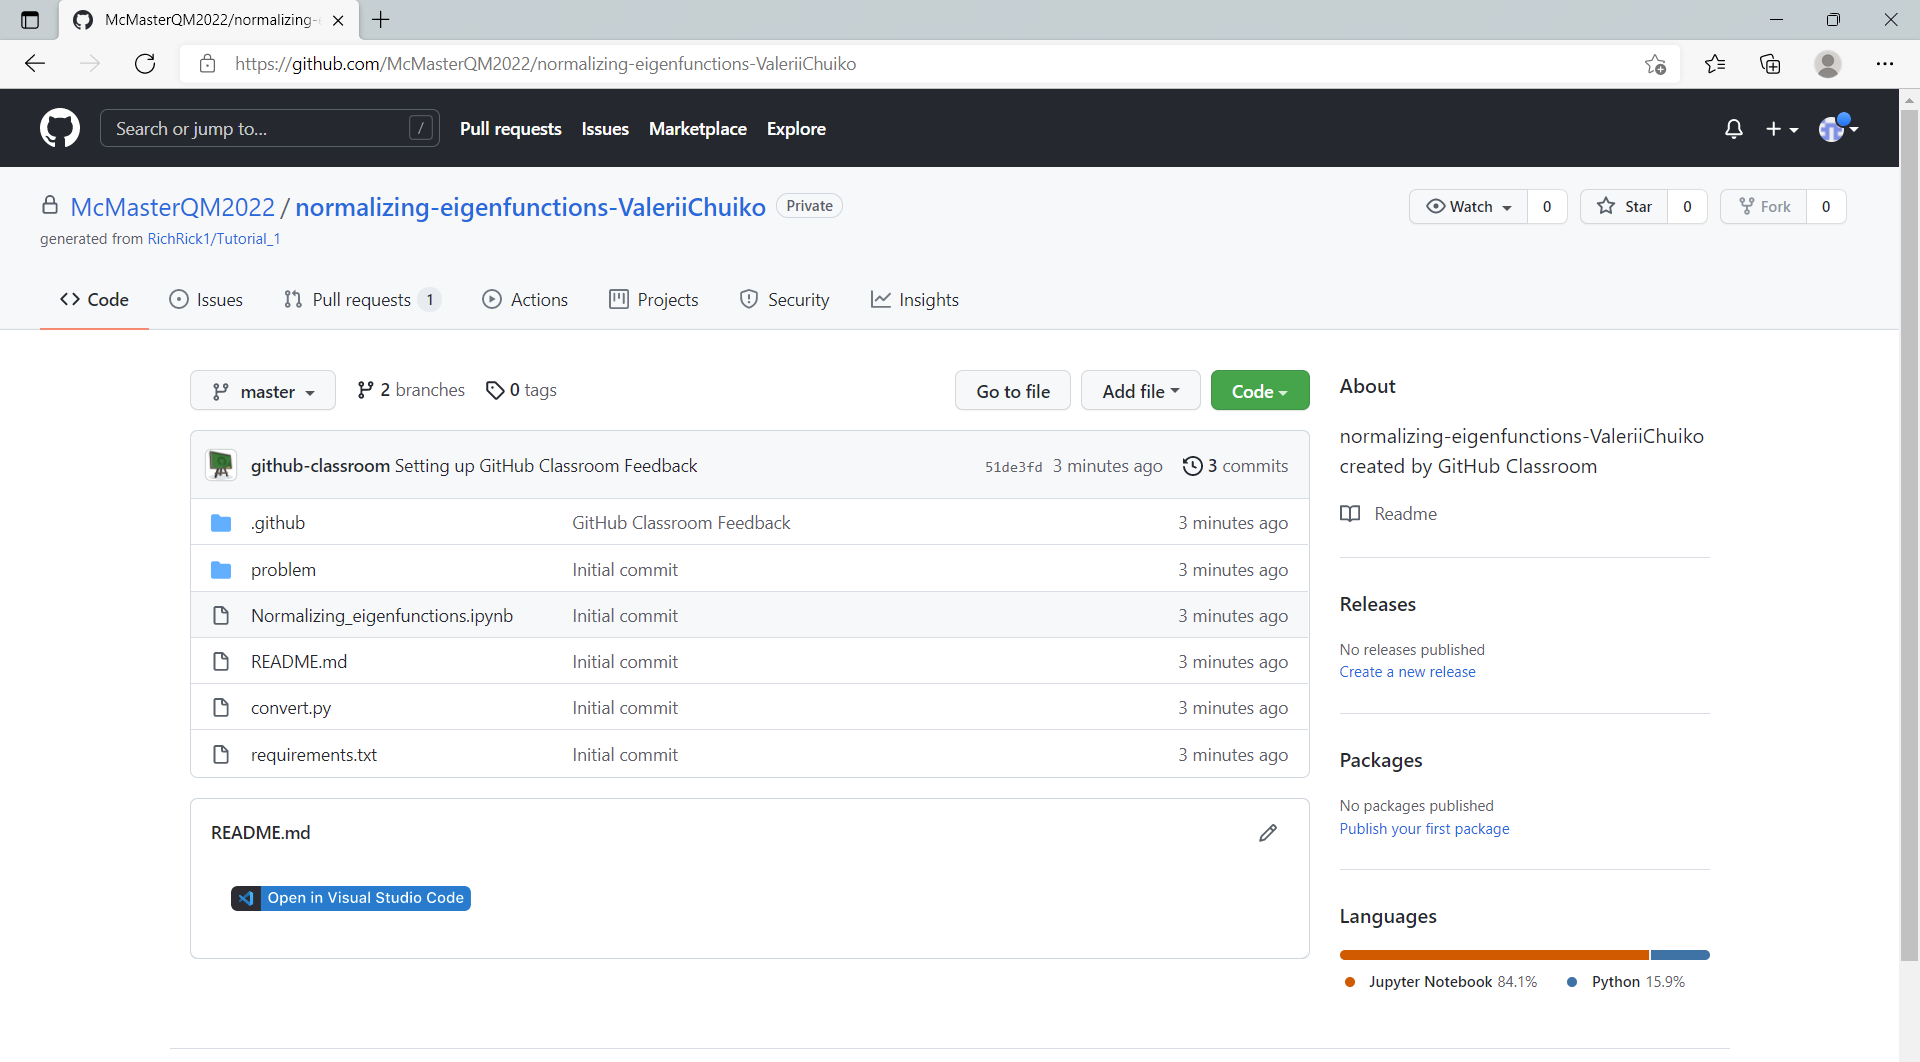 McMasterQM2022/normalizing-
https://github.com/McMasterQM2022/normalizing-eigenfunctions-ValeriiChuiko
Search or jump to... /
Pull requests Issues Marketplace Explore
McMasterQM2022 / normalizing-eigenfunctions-ValeriiChuiko Private
Watch 0 Star 0 Fork 0
generated from RichRick1/Tutorial_1
Code Issues Pull requests 1 Actions Projects Security Insights
master 2 branches 0 tags Go to file Add file Code
github-classroom Setting up GitHub Classroom Feedback 51de3fd 3 minutes ago 3 commits
.github GitHub Classroom Feedback 3 minutes ago
problem Initial commit 3 minutes ago
Normalizing_eigenfunctions.ipynb Initial commit 3 minutes ago
README.md Initial commit 3 minutes ago
convert.py Initial commit 3 minutes ago
requirements.txt Initial commit 3 minutes ago
README.md
Open in Visual Studio Code
About
normalizing-eigenfunctions-ValeriiChuiko
created by GitHub Classroom
Readme
Releases
No releases published
Create a new release
Packages
No packages published
Publish your first package
Languages
Jupyter Notebook 84.1% Python 15.9%